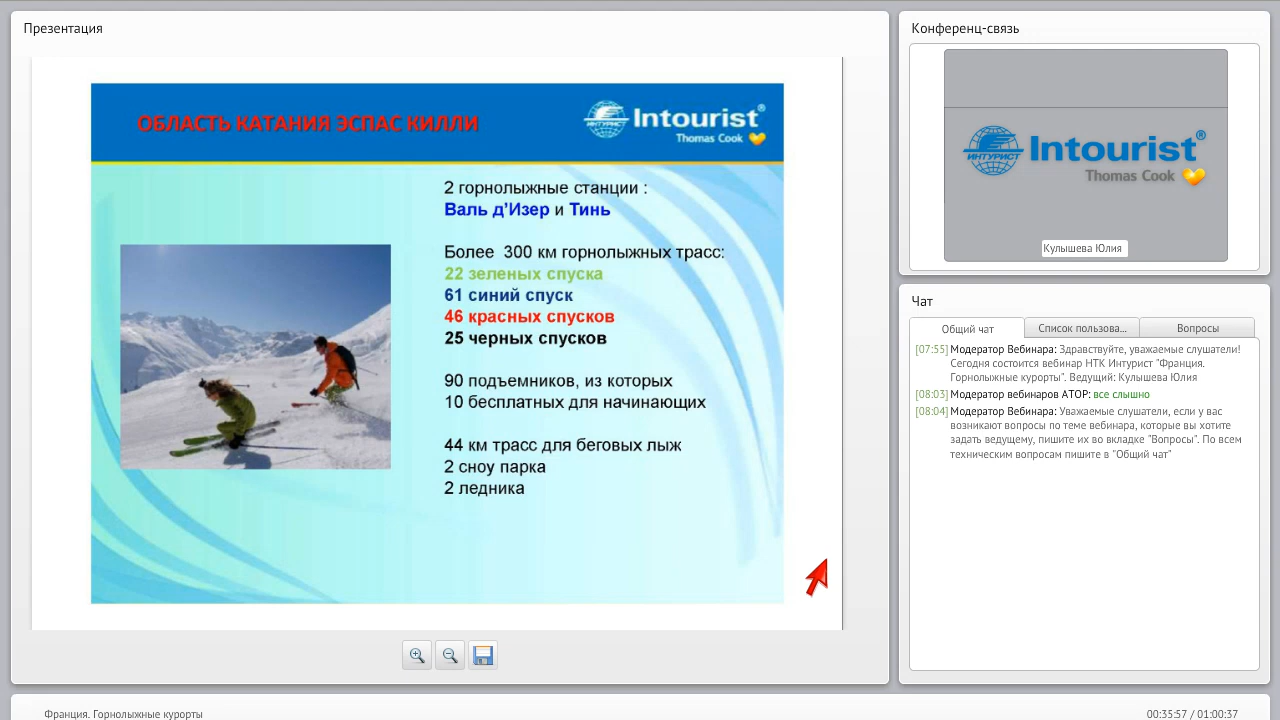 Презентация
ОБЛАСТЬ КАТАНИЯ ЭСПАС КИЛЛИ
ИНТУРИСТ
Intourist®
Thomas Cook
2 горнолыжные станции :
Валь д'Изер и Тинь
Более 300 км горнолыжных трасс:
22 зеленых спуска
61 синий спуск
46 красных спусков
25 черных спусков
90 подъемников, из которых
10 бесплатных для начинающих
44 км трасс для беговых лыж
2 сноу парка
2 ледника
Конференц-связь
ИНТУРИСТ
Intourist®
Thomas Cook
Кулышева Юлия
Чат
Общий чат
Список пользова...
Вопросы
[07:55] Модератор Вебинара: Здравствуйте, уважаемые слушатели!
Сегодня состоится вебинар НТК Интурист "Франция.
Горнолыжные курорты". Ведущий: Кулышева Юлия
[08:03] Модератор вебинаров АТОР: все слышно
[08:04] Модератор Вебинара: Уважаемые слушатели, если у вас
возникают вопросы по теме вебинара, которые вы хотите
задать ведущему, пишите их во вкладке "Вопросы". По всем
техническим вопросам пишите в "Общий чат"
Франция. Горнолыжные курорты
00:35:57 / 01:00:37